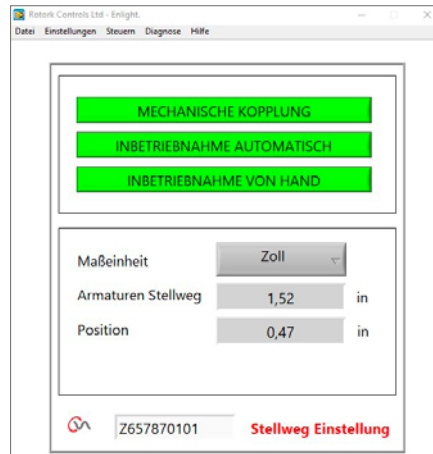 Rotork Controls Ltd - Enlight.
Datei Einstellungen Steuern Diagnose Hilfe
MECHANISCHE KOPPLUNG
INBETRIEBNAHME AUTOMATISCH
INBETRIEBNAHME VON HAND
Maßeinheit Zoll
Armaturen Stellweg 1,52 in
Position 0,47 in
Z657870101 Stellweg Einstellung